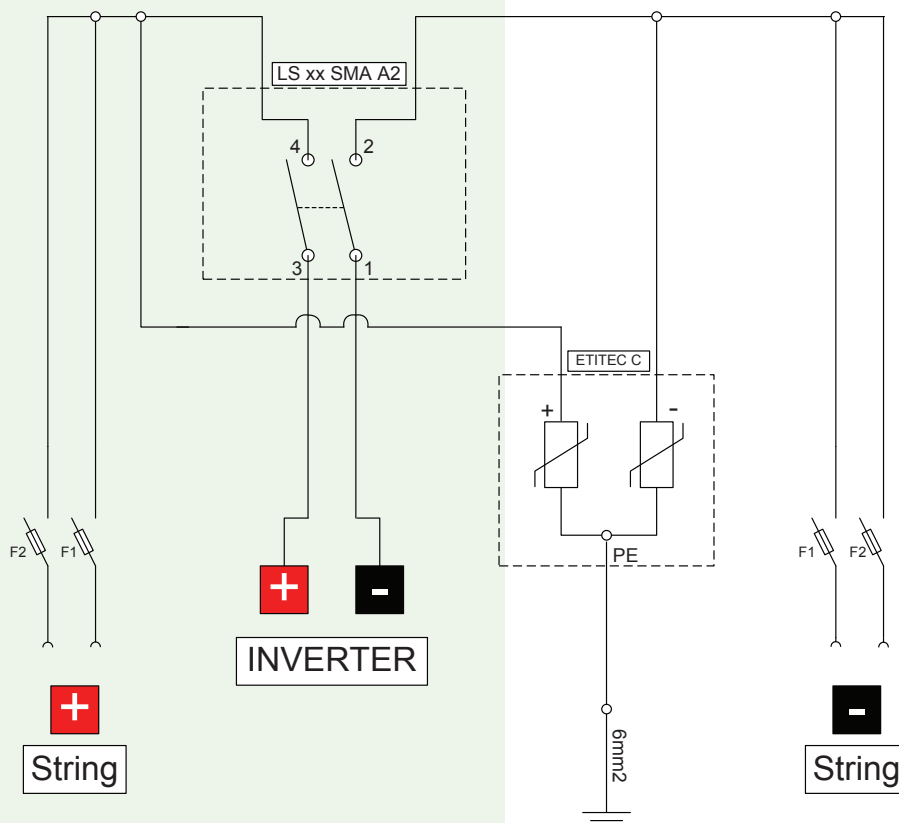 LS xx SMA A2
4 2
3 1
ETITEC C
+ -
F2 F1
F1 F2
PE
+ -
INVERTER
+
String
-
String
6mm2